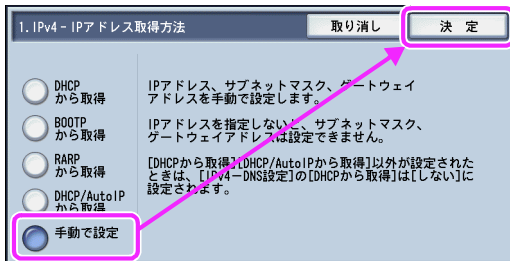 1. IPv4 - IPアドレス取得方法
取り消し
決 定
DHCP
から取得
IPアドレス、サブネットマスク、ゲートウェイ
アドレスを手動で設定します。
BOOTP
から取得
IPアドレスを指定しないと、サブネットマスク、
ゲートウェイアドレスは設定できません。
RARP
から取得
[DHCPから取得][DHCP/AutoIPから取得]以外が設定された
ときは、[IPv4－DNS設定]の[DHCPから取得]は[しない]に
設定されます。
DHCP/AutoIP
から取得
手動で設定